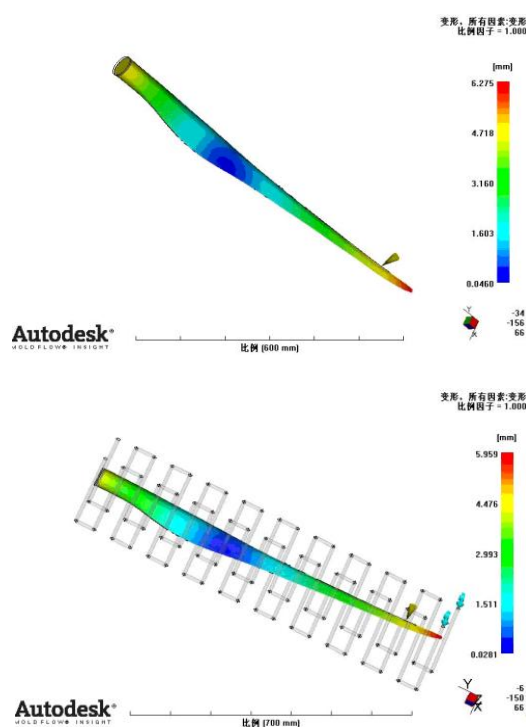 变形，所有因素:变形
比例因子 = 1.000
[mm]
6.275
4.718
3.160
1.603
0.0460
Autodesk®
MOLDFLOW® INSIGHT
比例 (600 mm)
Y
X
-34
-156
66
变形，所有因素:变形
比例因子 = 1.000
[mm]
5.959
4.476
2.993
1.511
0.0281
Autodesk®
MOLDFLOW® INSIGHT
比例 (700 mm)
Y
Z
X
-6
-150
66